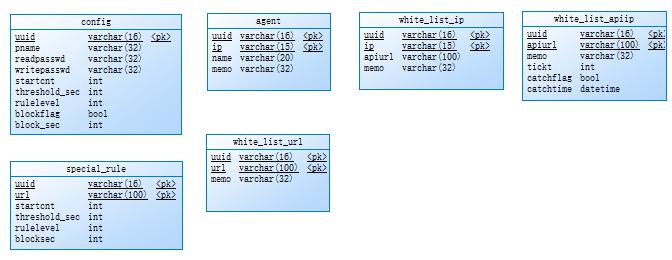 config
uuid varchar(16) <pk>
pname varchar(32)
readpasswd varchar(32)
writepasswd varchar(32)
startcnt int
threshold_sec int
rulelevel int
blockflag bool
block_sec int
agent
uuid varchar(16) <pk>
ip varchar(15) <pk>
name varchar(20)
memo varchar(32)
white_list_ip
uuid varchar(16) <pk>
ip varchar(15) <pk>
apiurl varchar(100)
memo varchar(32)
white_list_apiip
uuid varchar(16) <pk
apiurl varchar(100) <pk
memo varchar(32)
tickt int
catchflag bool
catchtime datetime
special_rule
uuid varchar(16) <pk>
url varchar(100) <pk>
startcnt int
threshold_sec int
rulelevel int
blocksec int
white_list_url
uuid varchar(16) <pk>
url varchar(100) <pk>
memo varchar(32)